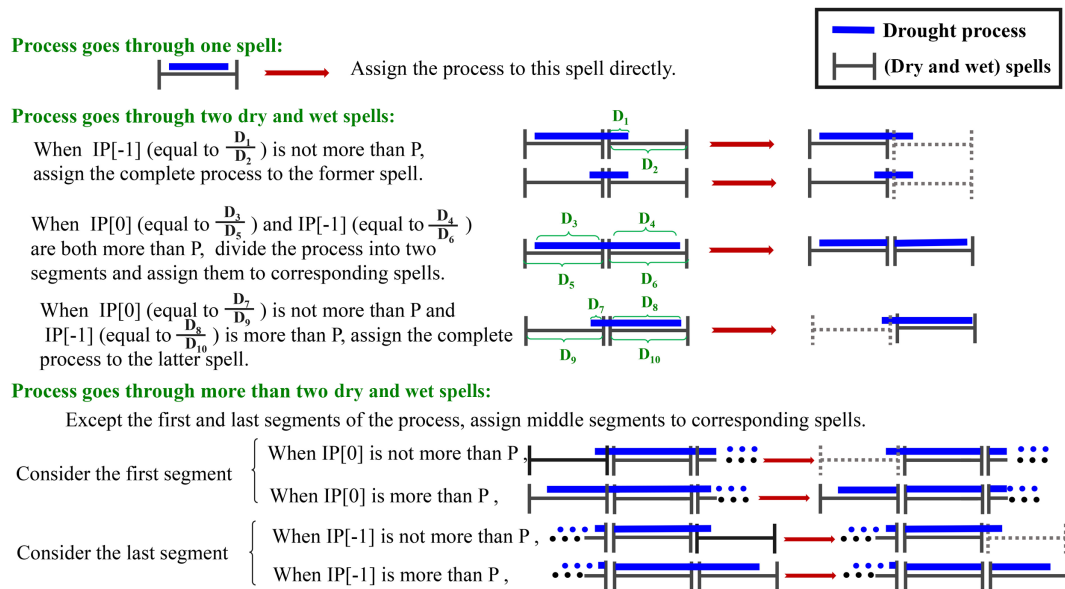 Process goes through one spell:
Assign the process to this spell directly.
Drought process
(Dry and wet) spells
Process goes through two dry and wet spells:
When IP[-1] (equal to D1/D2) is not more than P,
assign the complete process to the former spell.
D1
D2
When IP[0] (equal to D3/D5) and IP[-1] (equal to D4/D6)
are both more than P, divide the process into two
segments and assign them to corresponding spells.
D3 D4
D5 D6
When IP[0] (equal to D7/D9) is not more than P and
IP[-1] (equal to D8/D10) is more than P, assign the complete
process to the latter spell.
D7 D8
D9 D10
Process goes through more than two dry and wet spells:
Except the first and last segments of the process, assign middle segments to corresponding spells.
Consider the first segment
When IP[0] is not more than P ,
When IP[0] is more than P ,
Consider the last segment
When IP[-1] is not more than P ,
When IP[-1] is more than P ,